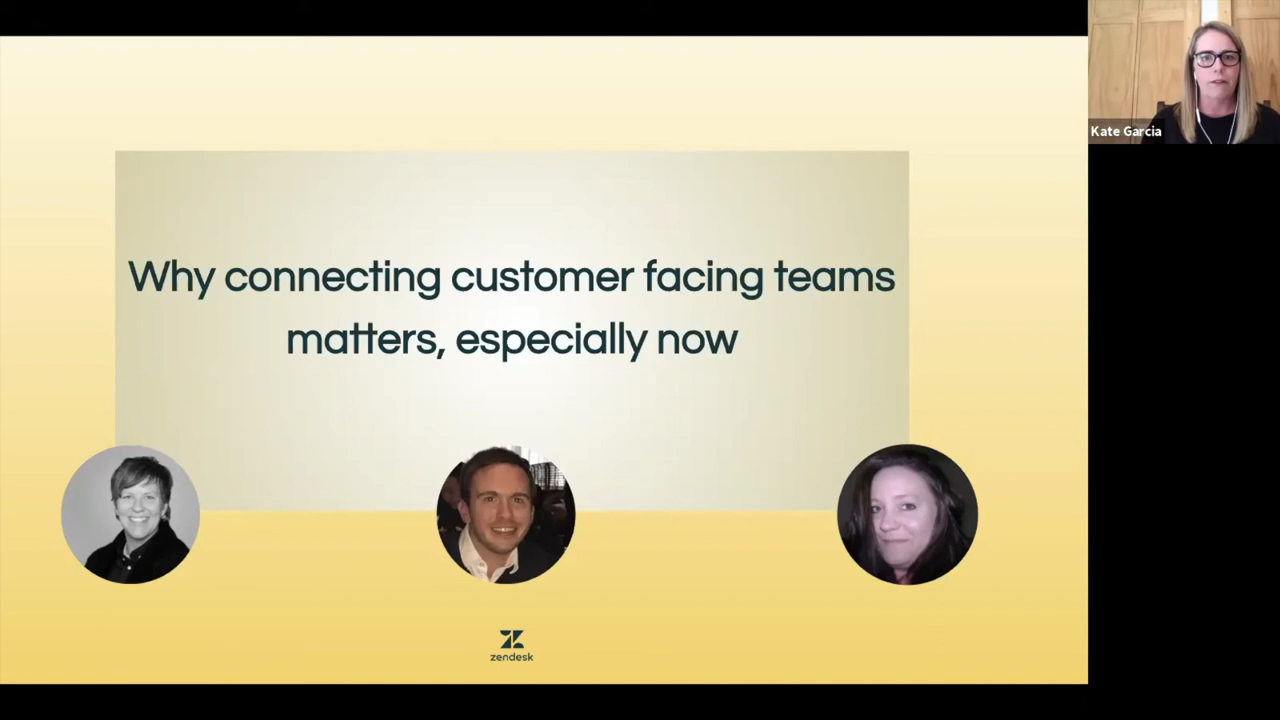 Why connecting customer facing teams
matters, especially now
zendesk
Kate Garcia